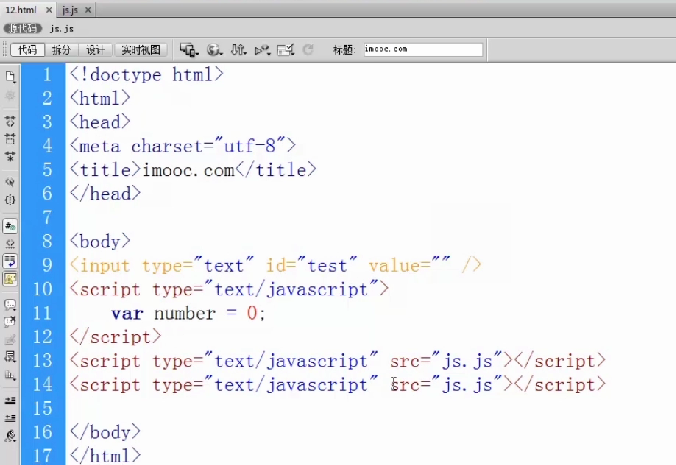 12.html × js.js ×
源代码 js.js
代码 拆分 设计 实时视图 标题: imooc.com
1 <!doctype html>
2 <html>
3 <head>
4 <meta charset="utf-8">
5 <title>imooc.com</title>
6 </head>
7
8 <body>
9 <input type="text" id="test" value="" />
10 <script type="text/javascript">
11 var number = 0;
12 </script>
13 <script type="text/javascript" src="js.js"></script>
14 <script type="text/javascript" src="js.js"></script>
15
16 </body>
17 </html>